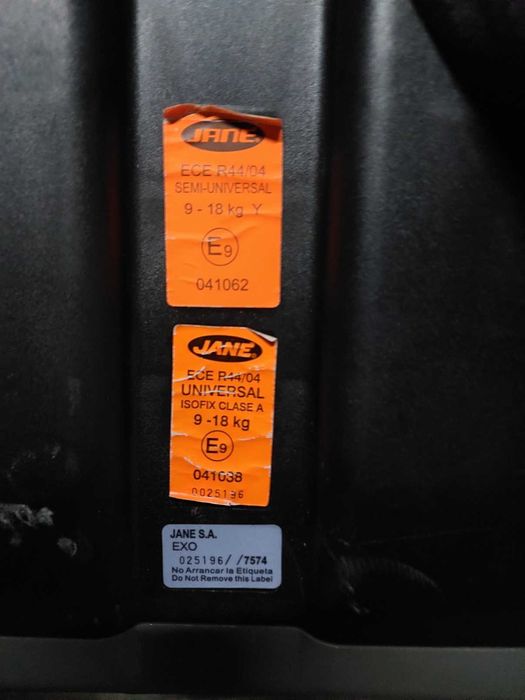 JANE
ECE R44/04
SEMI-UNIVERSAL
9 - 18 kg Y
E9
041062
JANE
ECE R44/04
UNIVERSAL
ISOFIX CLASE A
9 -18 kg
E9
041038
0025196
JANE S.A.
EXO
025196/ /7574
No Arrancar la Etiqueta
Do Not Remove this Label